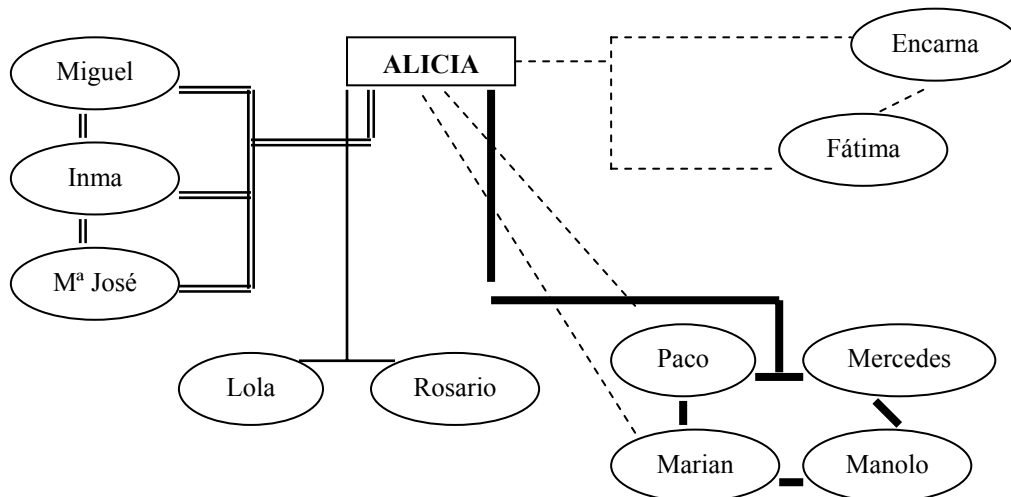 ALICIA
Encarna
Miguel
Fátima
Inma
Mª José
Paco
Mercedes
Lola
Rosario
Marian
Manolo